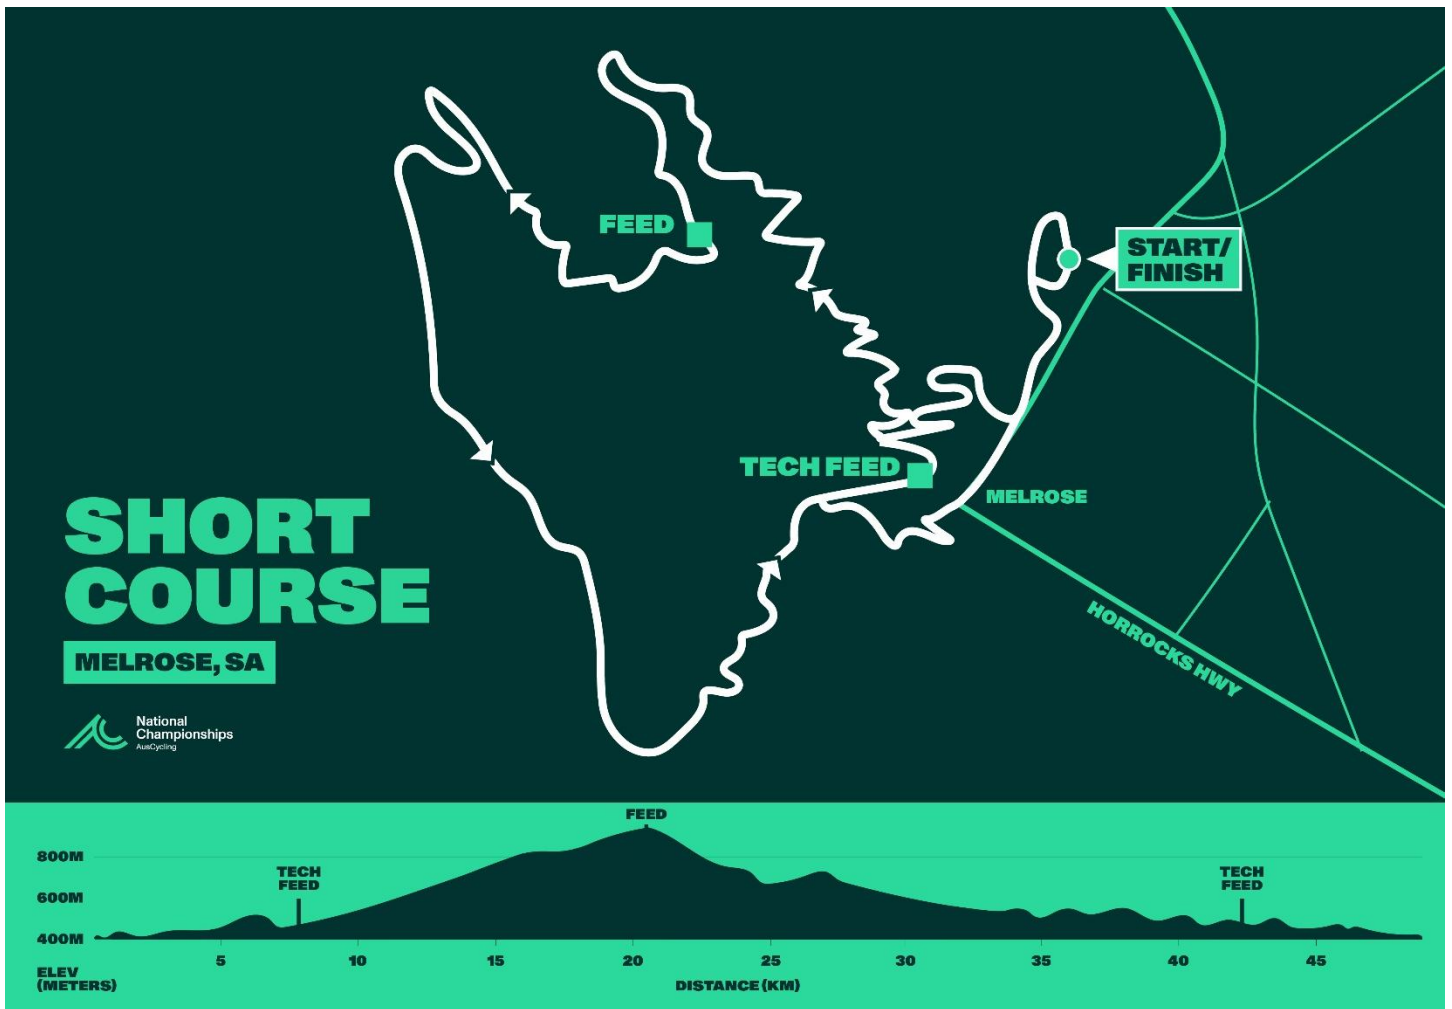 START/
FINISH
FEED
TECH FEED
MELROSE
HORROCKS HWY
SHORT
COURSE
MELROSE, SA
National
Championships
AusCycling
FEED
800M
TECH
FEED
TECH
FEED
600M
400M
5
10
15
20
25
30
35
40
45
ELEV
(METERS)
DISTANCE (KM)